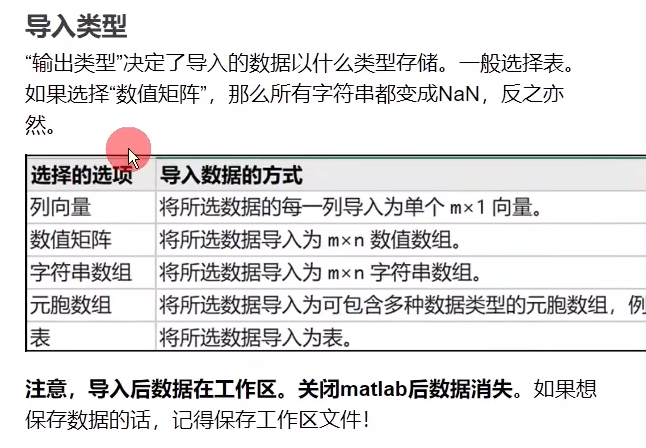 导入类型
“输出类型”决定了导入的数据以什么类型存储。一般选择表。
如果选择“数值矩阵”，那么所有字符串都变成NaN，反之亦
然。
选择的选项 导入数据的方式
列向量 将所选数据的每一列导入为单个 m×1 向量。
数值矩阵 将所选数据导入为 m×n 数值数组。
字符串数组 将所选数据导入为 m×n 字符串数组。
元胞数组 将所选数据导入为可包含多种数据类型的元胞数组，例
表 将所选数据导入为表。
注意，导入后数据在工作区。关闭matlab后数据消失。如果想
保存数据的话，记得保存工作区文件！